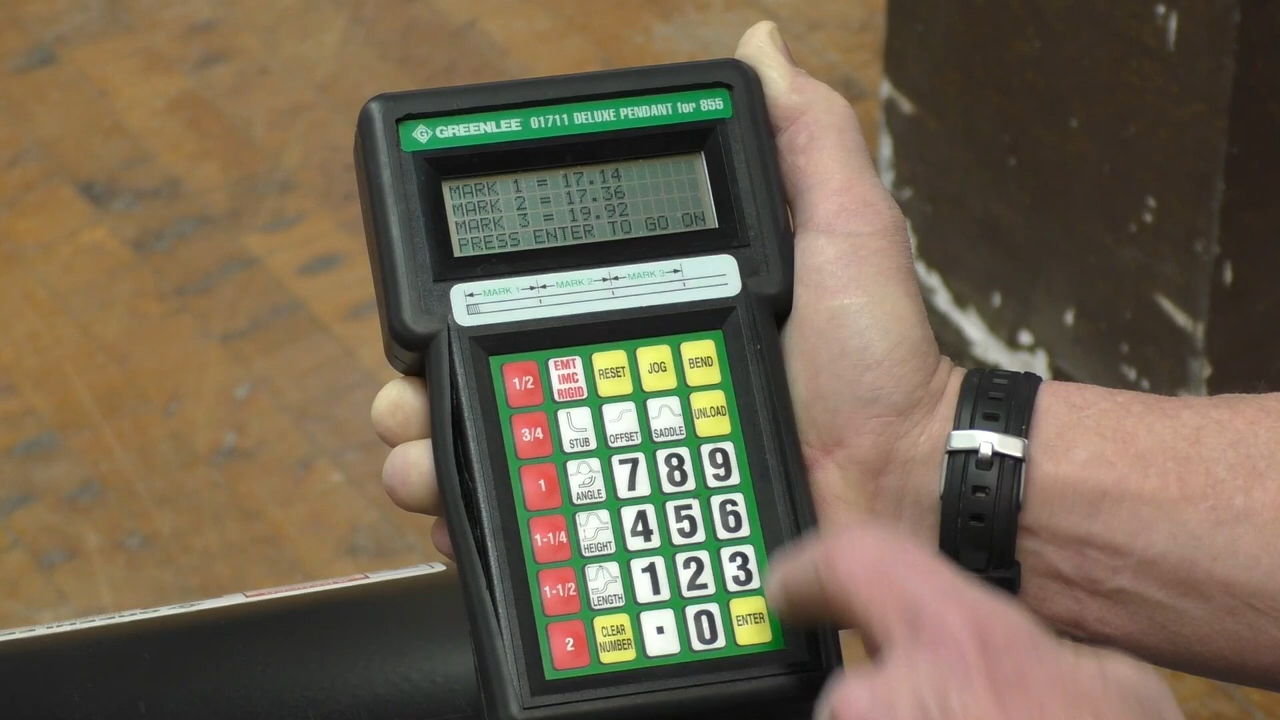 GREENLEE 01711 DELUXE PENDANT for 855
MARK 1 = 17.14
MARK 2 = 17.36
MARK 3 = 19.92
PRESS ENTER TO GO ON
MARK 1 MARK 2 MARK 3
1/2 EMT IMC RIGID RESET JOG BEND
3/4 STUB OFFSET SADDLE UNLOAD
1 ANGLE 7 8 9
1-1/4 HEIGHT 4 5 6
1-1/2 LENGTH 1 2 3
2 CLEAR NUMBER . 0 ENTER